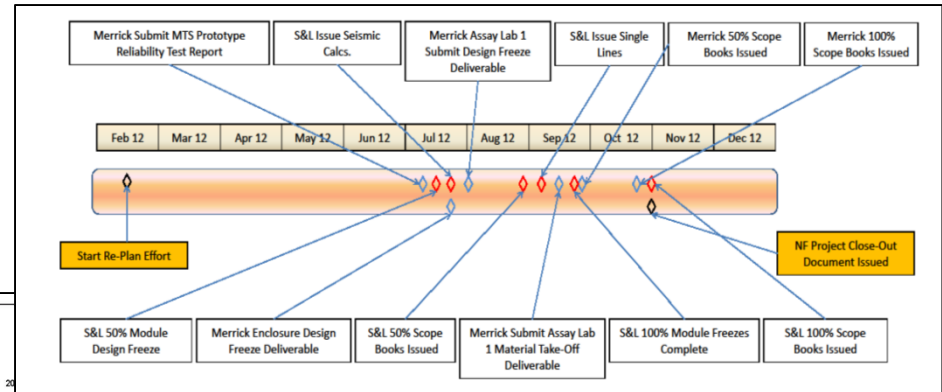 Merrick Submit MTS Prototype
Reliability Test Report
S&L Issue Seismic
Calcs.
Merrick Assay Lab 1
Submit Design Freeze
Deliverable
S&L Issue Single
Lines
Merrick 50% Scope
Books Issued
Merrick 100%
Scope Books Issued
Feb 12
Mar 12
Apr 12
May 12
Jun 12
Jul 12
Aug 12
Sep 12
Oct 12
Nov 12
Dec 12
Start Re-Plan Effort
NF Project Close-Out
Document Issued
S&L 50% Module
Design Freeze
Merrick Enclosure Design
Freeze Deliverable
S&L 50% Scope
Books Issued
Merrick Submit Assay Lab
1 Material Take-Off
Deliverable
S&L 100% Module Freezes
Complete
S&L 100% Scope
Books Issued
20